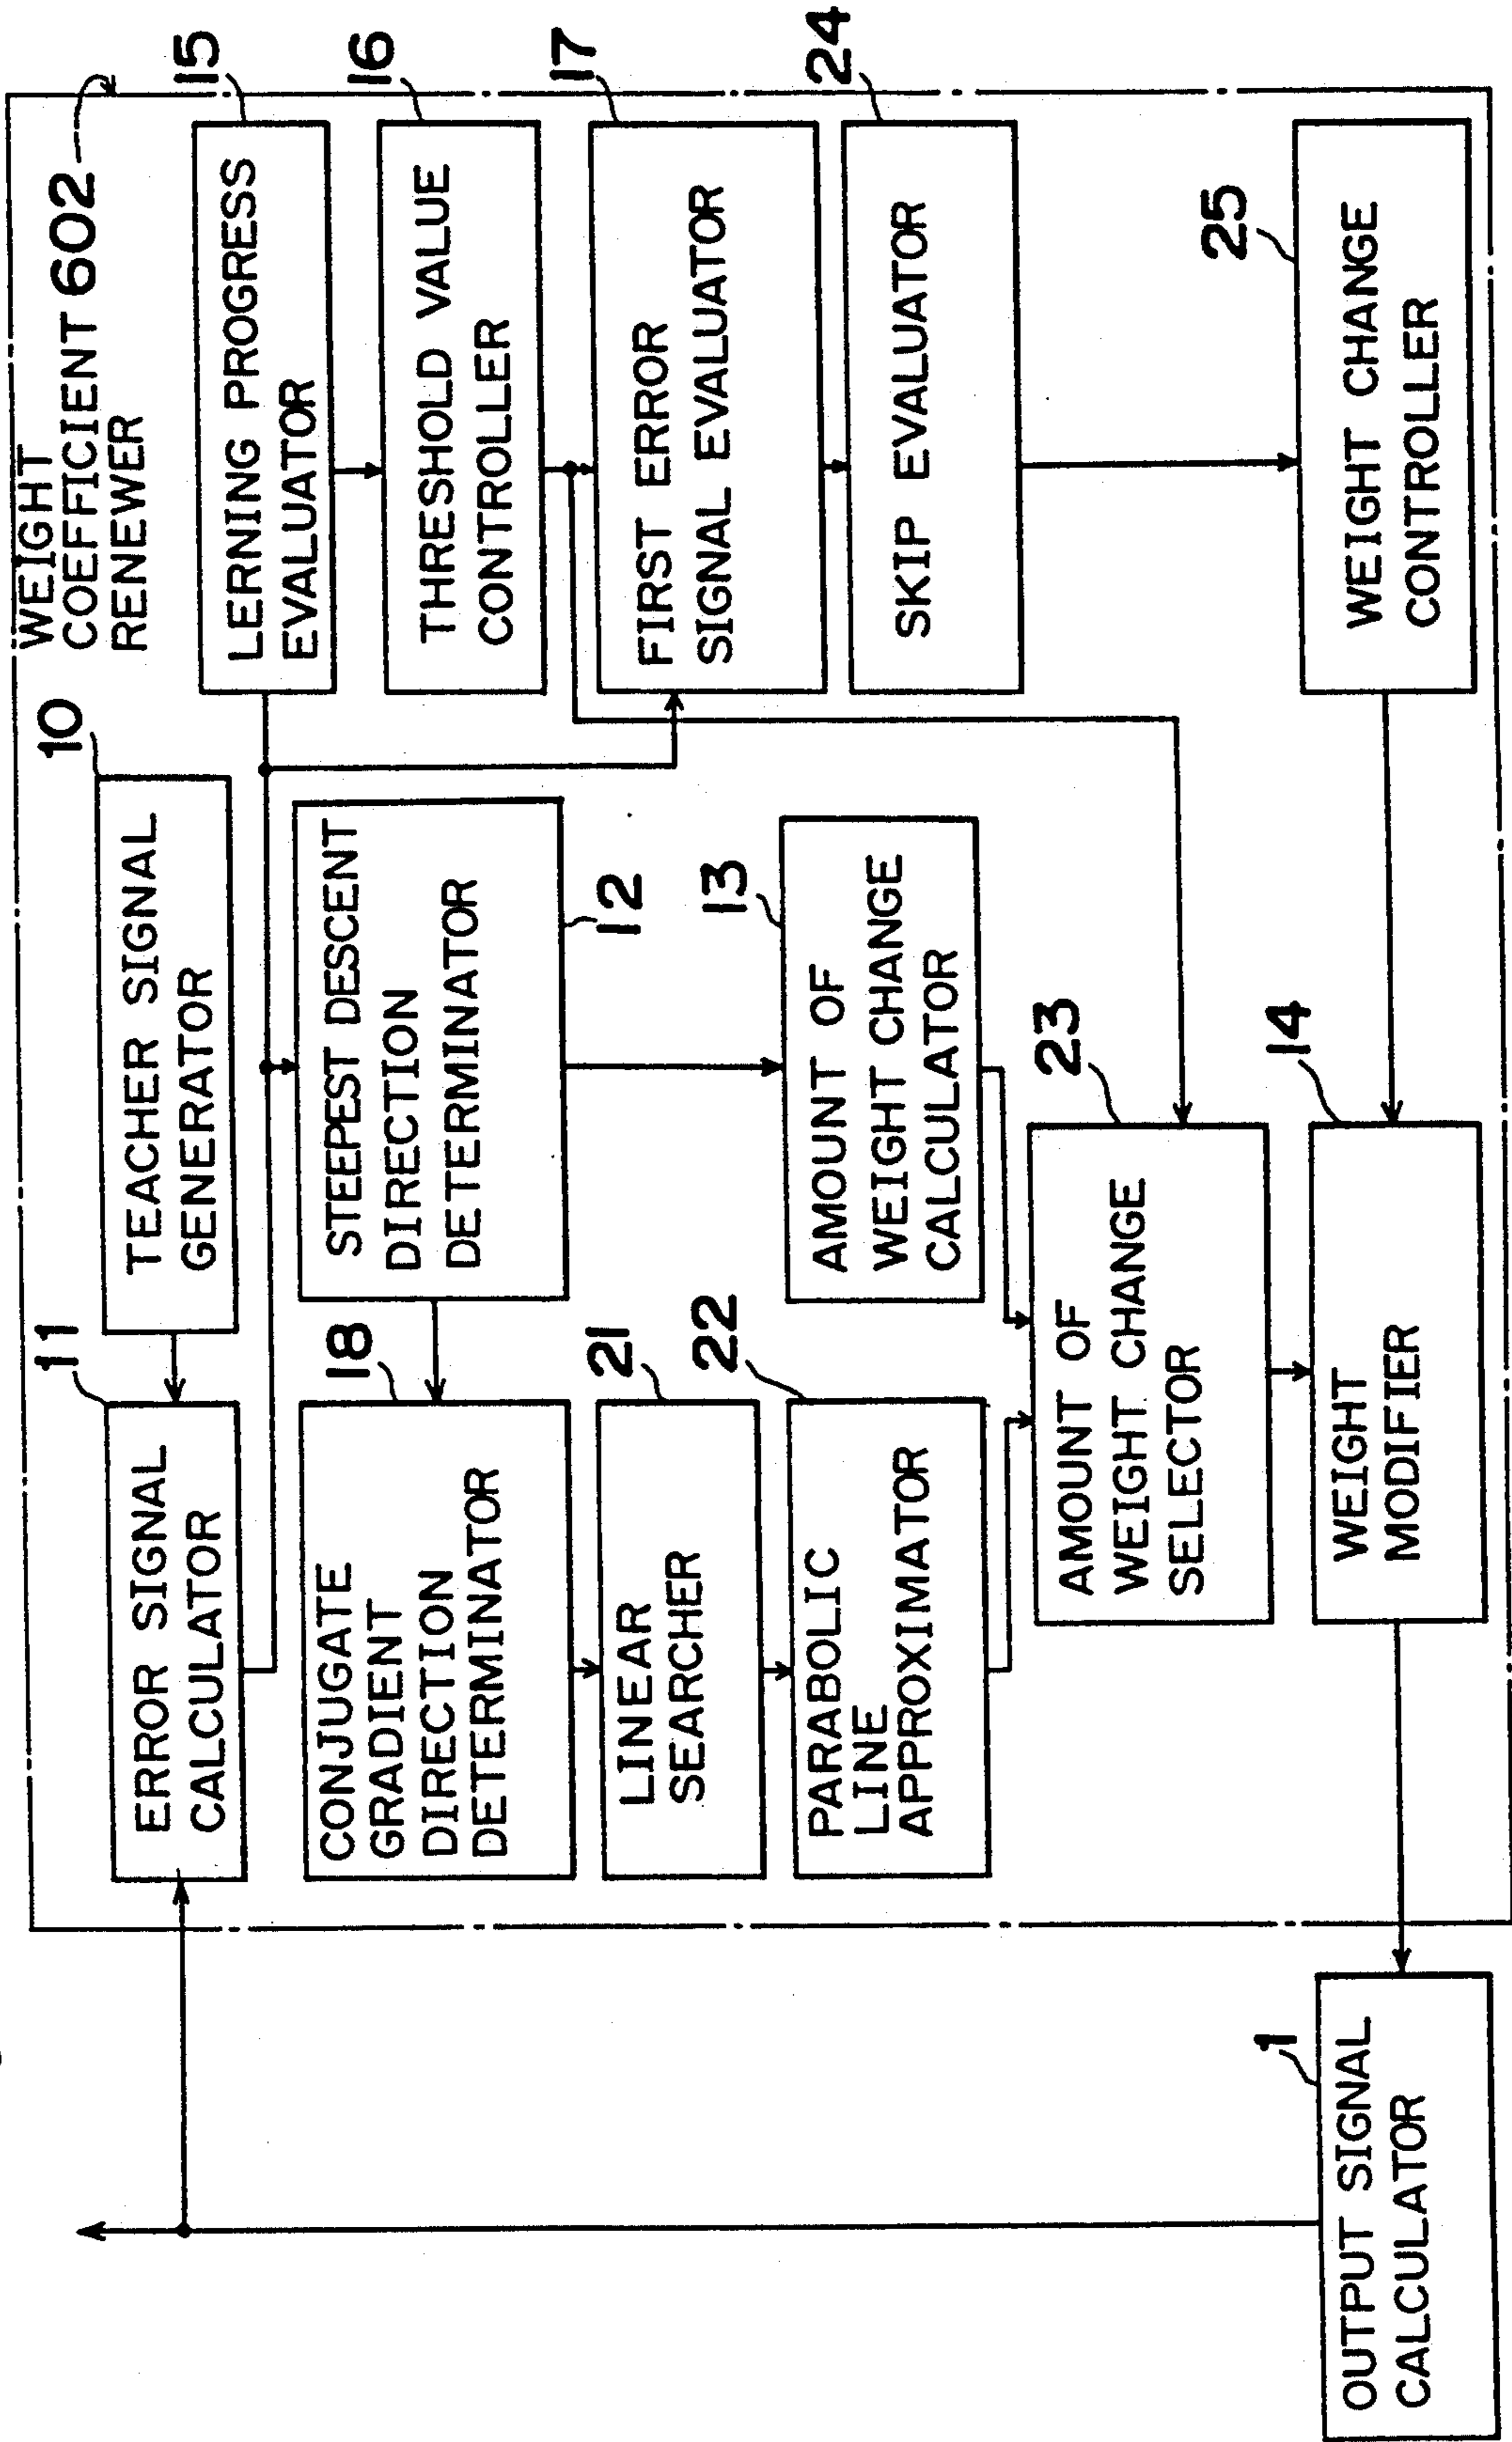 WEIGHT
COEFFICIENT 602
RENEWER
11
ERROR SIGNAL
CALCULATOR
10
TEACHER SIGNAL
GENERATOR
15
LERNING PROGRESS
EVALUATOR
18
CONJUGATE
GRADIENT
DIRECTION
DETERMINATOR
STEEPEST DESCENT
DIRECTION
DETERMINATOR
12
16
THRESHOLD VALUE
CONTROLLER
21
LINEAR
SEARCHER
17
FIRST ERROR
SIGNAL EVALUATOR
22
PARABOLIC
LINE
APPROXIMATOR
13
AMOUNT OF
WEIGHT CHANGE
CALCULATOR
24
SKIP EVALUATOR
23
AMOUNT OF
WEIGHT CHANGE
SELECTOR
1
OUTPUT SIGNAL
CALCULATOR
14
WEIGHT
MODIFIER
25
WEIGHT CHANGE
CONTROLLER